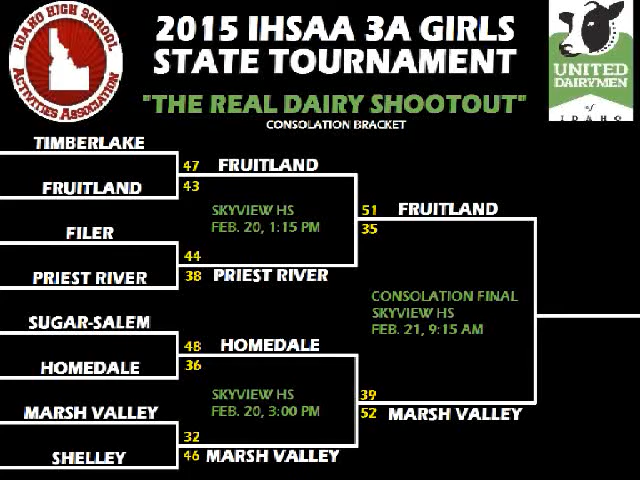 2015 IHSAA 3A GIRLS
STATE TOURNAMENT
"THE REAL DAIRY SHOOTOUT"
CONSOLATION BRACKET
IDAHO HIGH SCHOOL
ACTIVITIES ASSOCIATION
UNITED
DAIRYMEN
of
IDAHO
TIMBERLAKE
47 FRUITLAND
FRUITLAND
43
SKYVIEW HS
FEB. 20, 1:15 PM
51 FRUITLAND
35
FILER
44
PRIEST RIVER
38 PRIEST RIVER
CONSOLATION FINAL
SKYVIEW HS
FEB. 21, 9:15 AM
SUGAR-SALEM
48 HOMEDALE
HOMEDALE
36
SKYVIEW HS
FEB. 20, 3:00 PM
39
52 MARSH VALLEY
MARSH VALLEY
32
SHELLEY
46 MARSH VALLEY